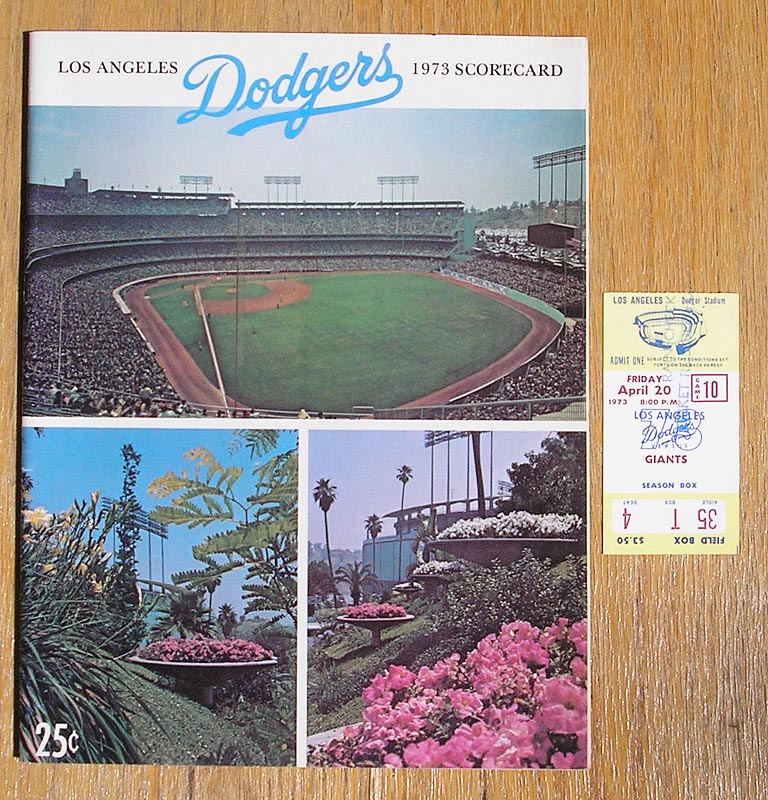 LOS ANGELES Dodgers 1973 SCORECARD
25¢
LOS ANGELES Dodger Stadium
ADMIT ONE SUBJECT TO THE CONDITIONS SET
FORTH ON THE BACK HEREOF
FRIDAY
April 20
1973 8:00 P.M.
GAME 10
LOS ANGELES
Dodgers
VERSUS
GIANTS
SEASON BOX
AISLE BOX SEAT
35 T 4
FIELD BOX $3.50